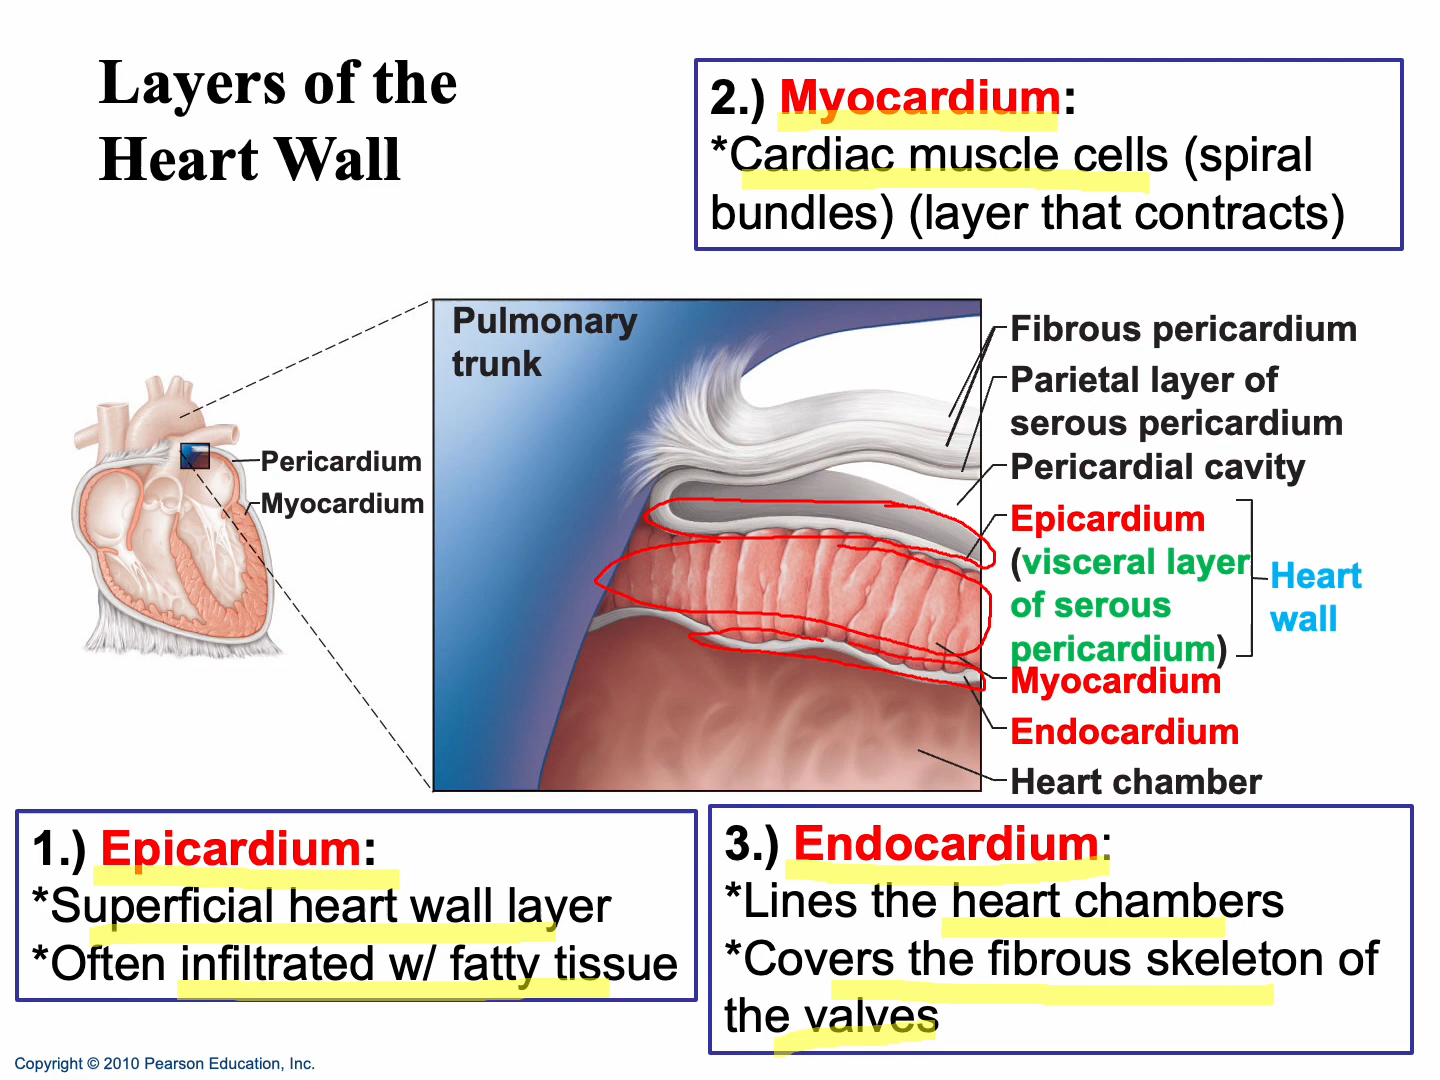 Layers of the
Heart Wall
2.) Myocardium:
*Cardiac muscle cells (spiral
bundles) (layer that contracts)
Pulmonary
trunk
Pericardium
Myocardium
Fibrous pericardium
Parietal layer of
serous pericardium
Pericardial cavity
Epicardium
(visceral layer
of serous
pericardium)
Heart
wall
Myocardium
Endocardium
Heart chamber
1.) Epicardium:
*Superficial heart wall layer
*Often infiltrated w/ fatty tissue
3.) Endocardium:
*Lines the heart chambers
*Covers the fibrous skeleton of
the valves
Copyright © 2010 Pearson Education, Inc.